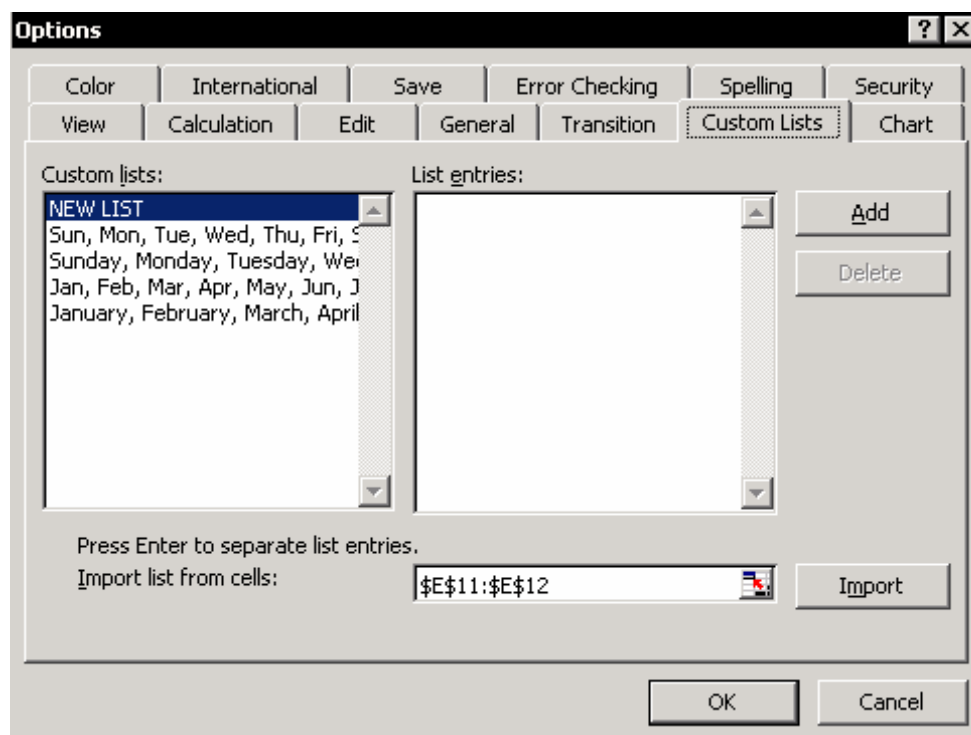 Options
Color International Save Error Checking Spelling Security
View Calculation Edit General Transition Custom Lists Chart
Custom lists:
NEW LIST
Sun, Mon, Tue, Wed, Thu, Fri, S
Sunday, Monday, Tuesday, We
Jan, Feb, Mar, Apr, May, Jun, J
January, February, March, April
List entries:
Add
Delete
Press Enter to separate list entries.
Import list from cells:
$E$11:$E$12
Import
OK
Cancel